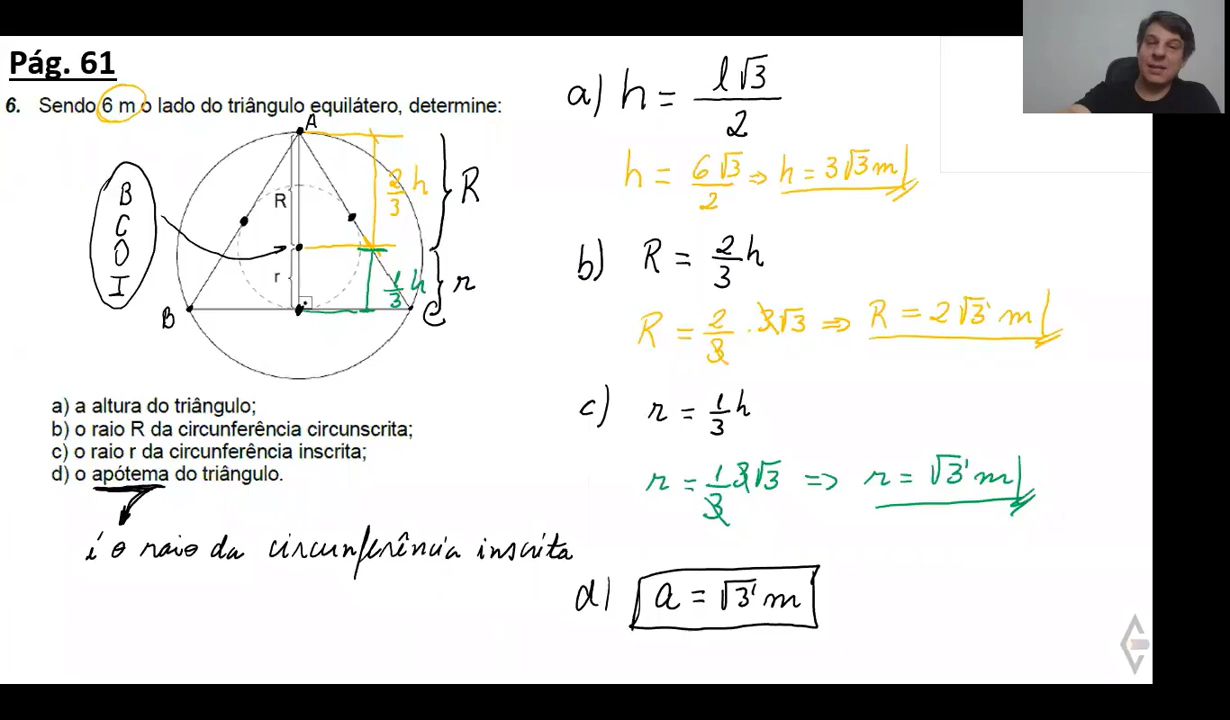 Pág. 61
6. Sendo 6 m o lado do triângulo equilátero, determine:
A
R
2/3 h
R
B
C
O
I
r
1/3 h
r
B
C
a) a altura do triângulo;
b) o raio R da circunferência circunscrita;
c) o raio r da circunferência inscrita;
d) o apótema do triângulo.
é o raio da circunferência inscrita
a) h = l√3/2
h = 6√3/2 ⇒ h = 3√3 m
b) R = 2/3 h
R = 2/3 . 3√3 ⇒ R = 2√3 m
c) r = 1/3 h
r = 1/3 3√3 ⇒ r = √3 m
d) a = √3 m